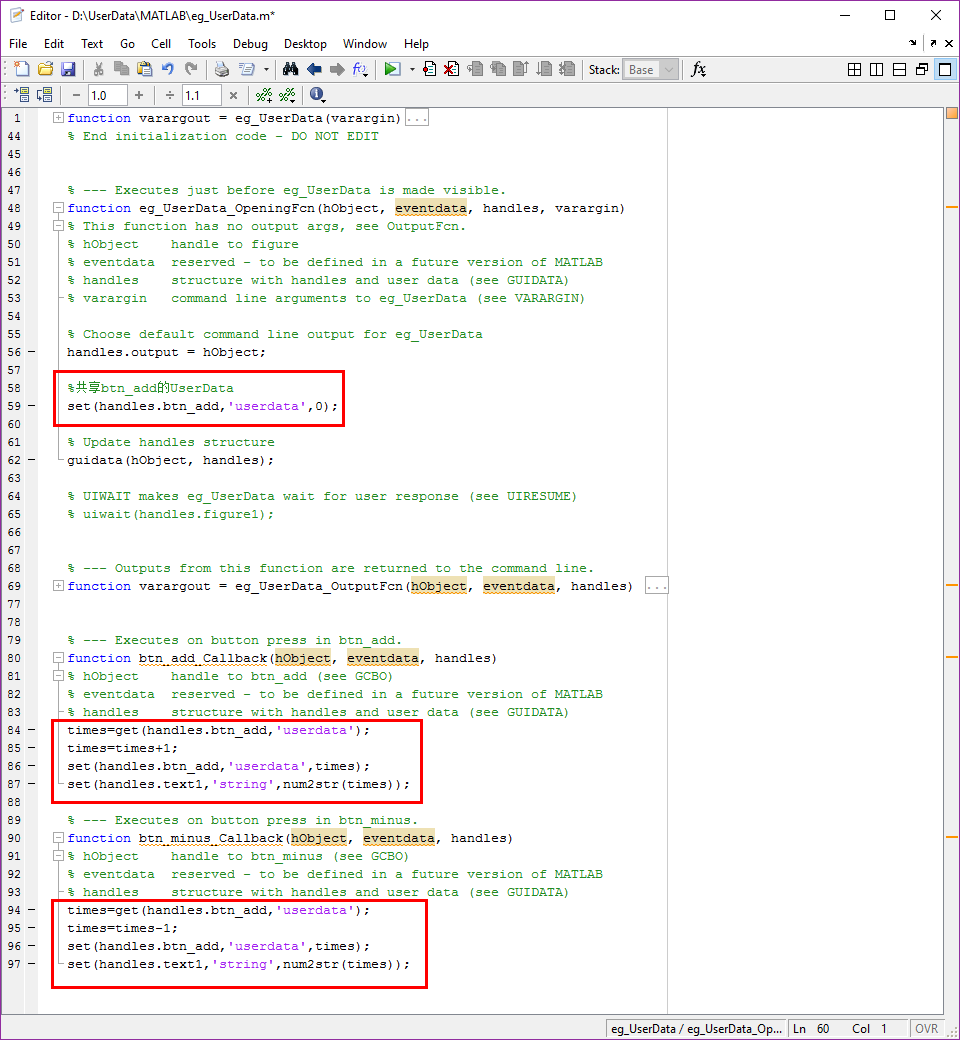 Editor - D:\UserData\MATLAB\eg_UserData.m*
File Edit Text Go Cell Tools Debug Desktop Window Help
Stack: Base fx
− 1.0 + ÷ 1.1 ×
1 function varargout = eg_UserData(varargin) ...
44 % End initialization code - DO NOT EDIT
45
46
47 % --- Executes just before eg_UserData is made visible.
48 function eg_UserData_OpeningFcn(hObject, eventdata, handles, varargin)
49 % This function has no output args, see OutputFcn.
50 % hObject    handle to figure
51 % eventdata  reserved - to be defined in a future version of MATLAB
52 % handles    structure with handles and user data (see GUIDATA)
53 % varargin   command line arguments to eg_UserData (see VARARGIN)
54
55 % Choose default command line output for eg_UserData
56 – handles.output = hObject;
57
58 %共享btn_add的UserData
59 – set(handles.btn_add,'userdata',0);
60
61 % Update handles structure
62 – guidata(hObject, handles);
63
64 % UIWAIT makes eg_UserData wait for user response (see UIRESUME)
65 % uiwait(handles.figure1);
66
67
68 % --- Outputs from this function are returned to the command line.
69 function varargout = eg_UserData_OutputFcn(hObject, eventdata, handles) ...
77
78
79 % --- Executes on button press in btn_add.
80 function btn_add_Callback(hObject, eventdata, handles)
81 % hObject    handle to btn_add (see GCBO)
82 % eventdata  reserved - to be defined in a future version of MATLAB
83 % handles    structure with handles and user data (see GUIDATA)
84 – times=get(handles.btn_add,'userdata');
85 – times=times+1;
86 – set(handles.btn_add,'userdata',times);
87 – set(handles.text1,'string',num2str(times));
88
89 % --- Executes on button press in btn_minus.
90 function btn_minus_Callback(hObject, eventdata, handles)
91 % hObject    handle to btn_minus (see GCBO)
92 % eventdata  reserved - to be defined in a future version of MATLAB
93 % handles    structure with handles and user data (see GUIDATA)
94 – times=get(handles.btn_add,'userdata');
95 – times=times-1;
96 – set(handles.btn_add,'userdata',times);
97 – set(handles.text1,'string',num2str(times));
eg_UserData / eg_UserData_Op... Ln 60 Col 1 OVR